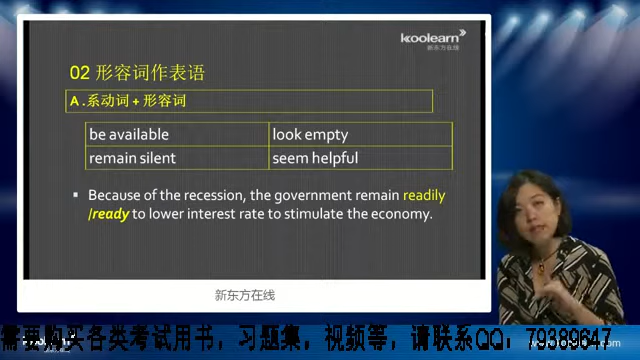 koolearn
新东方在线
02 形容词作表语
A .系动词 + 形容词
be available
look empty
remain silent
seem helpful
▪ Because of the recession, the government remain readily
/ready to lower interest rate to stimulate the economy.
新东方在线
需要购买各类考试用书，习题集，视频等，请联系QQ：79389647